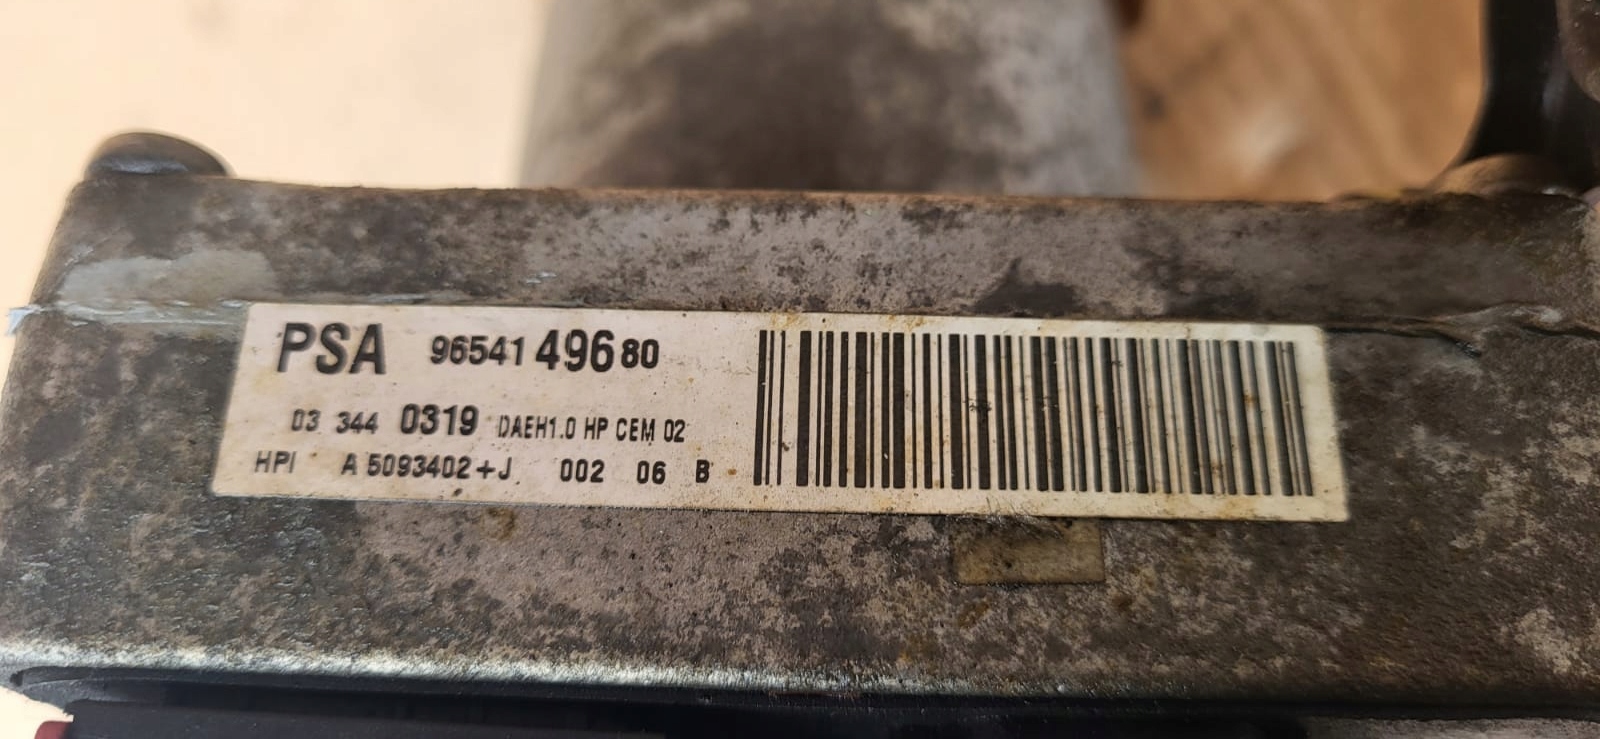 PSA 9654149680
03 344 0319 DAEH1.0 HP CEM 02
HPI A 5093402+J 002 06 B